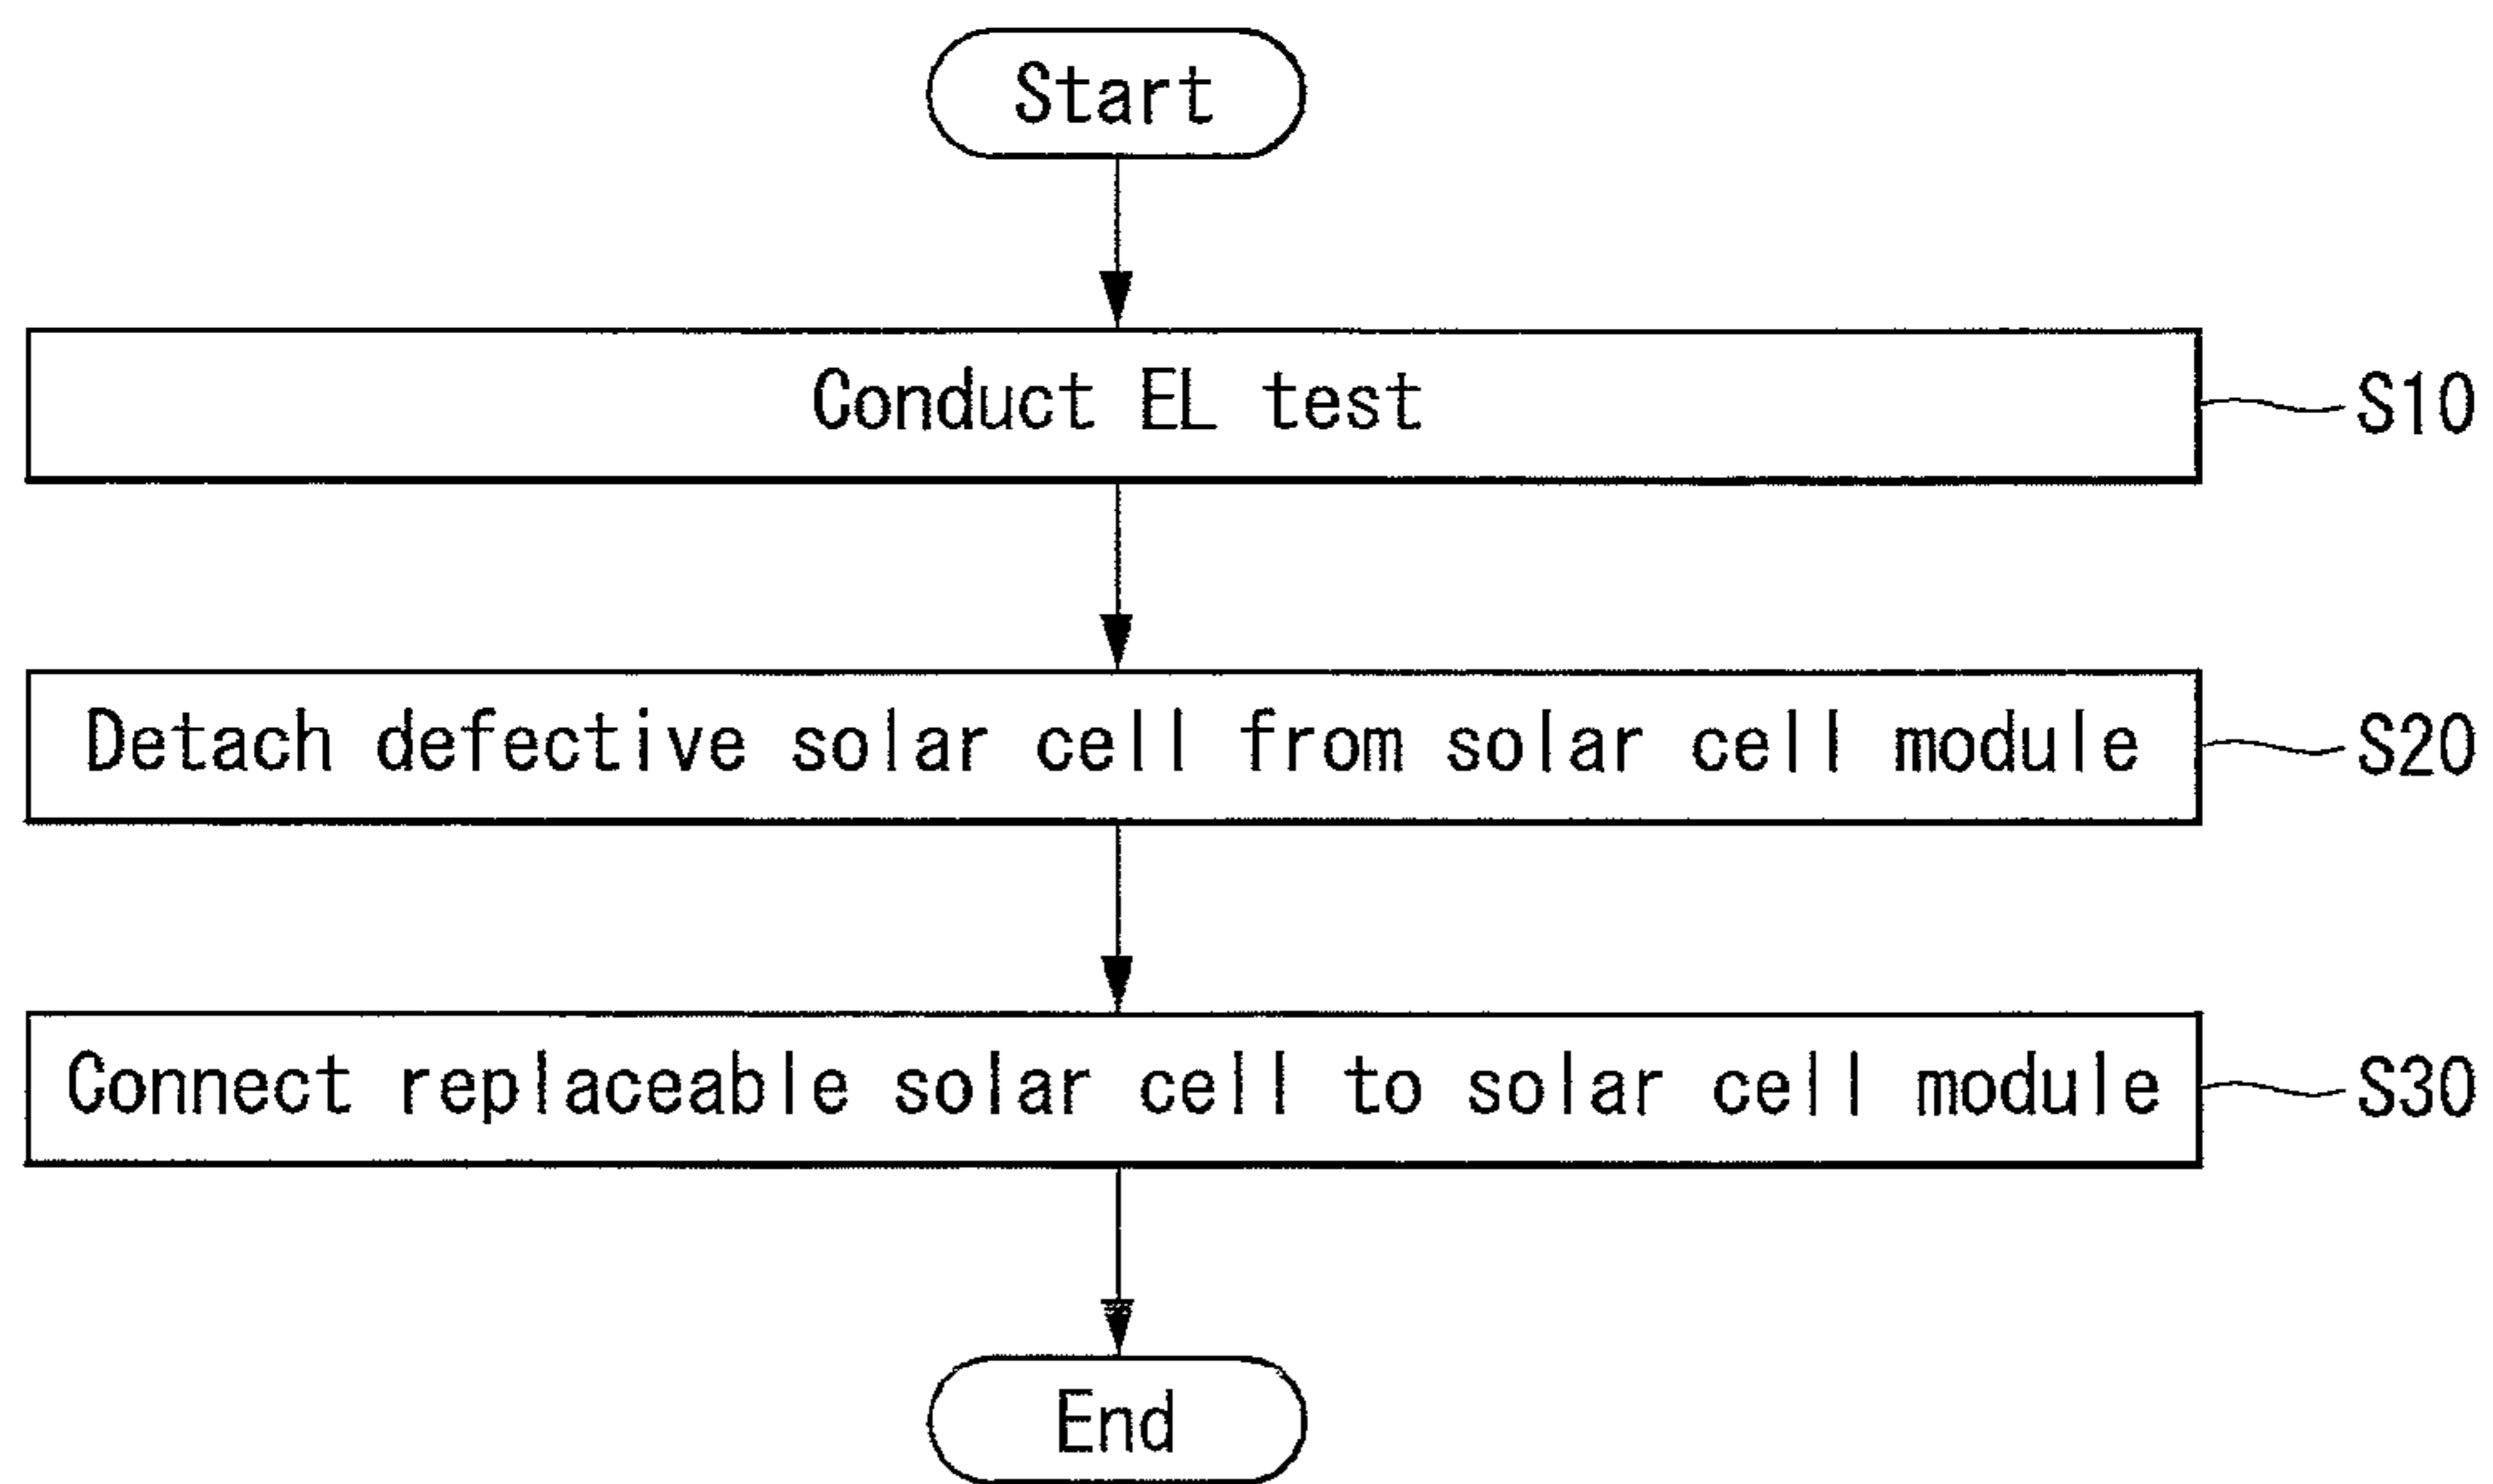 Start
Conduct EL test
S10
Detach defective solar cell from solar cell module
S20
Connect replaceable solar cell to solar cell module
S30
End